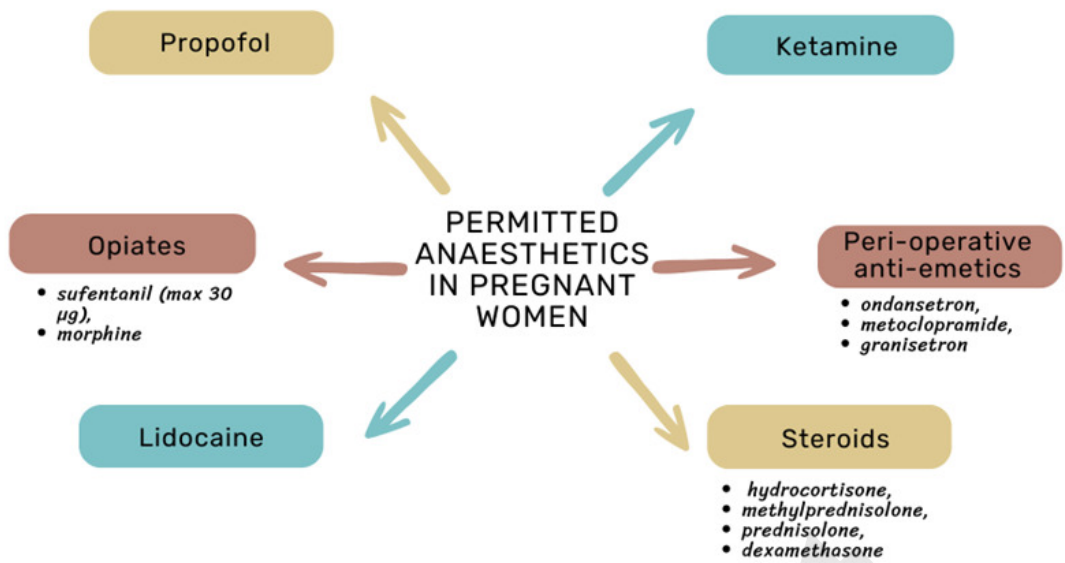 Propofol
Ketamine
PERMITTED
ANAESTHETICS
IN PREGNANT
WOMEN
Opiates
• sufentanil (max 30
µg),
• morphine
Peri-operative
anti-emetics
• ondansetron,
• metoclopramide,
• granisetron
Lidocaine
Steroids
• hydrocortisone,
• methylprednisolone,
• prednisolone,
• dexamethasone